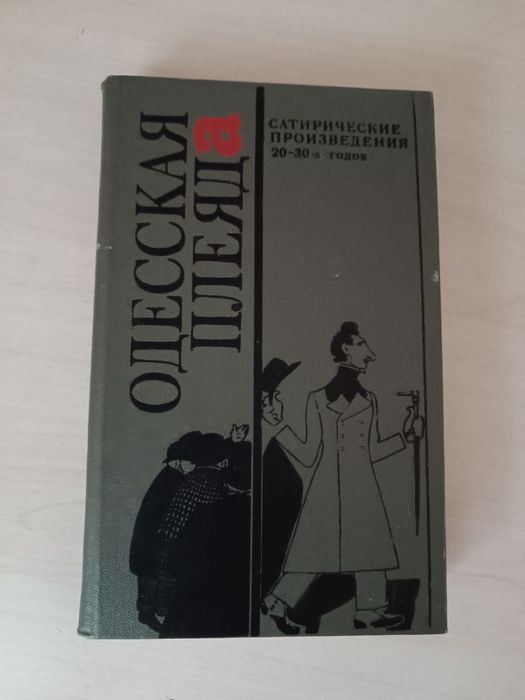 ОДЕССКАЯ
ПЛЕЯДа
САТИРИЧЕСКИЕ
ПРОИЗВЕДЕНИЯ
20-30-х годов